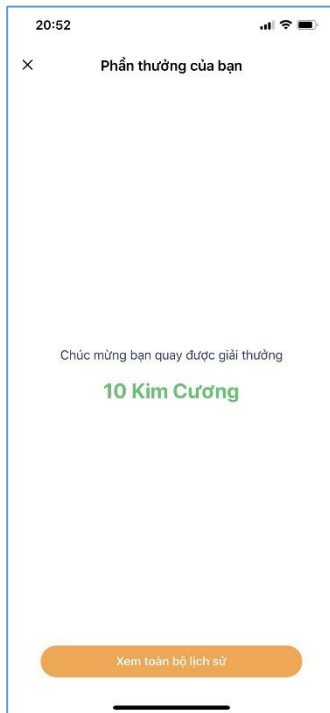 20:52
Phần thưởng của bạn
Chúc mừng bạn quay được giải thưởng
10 Kim Cương
Xem toàn bộ lịch sử